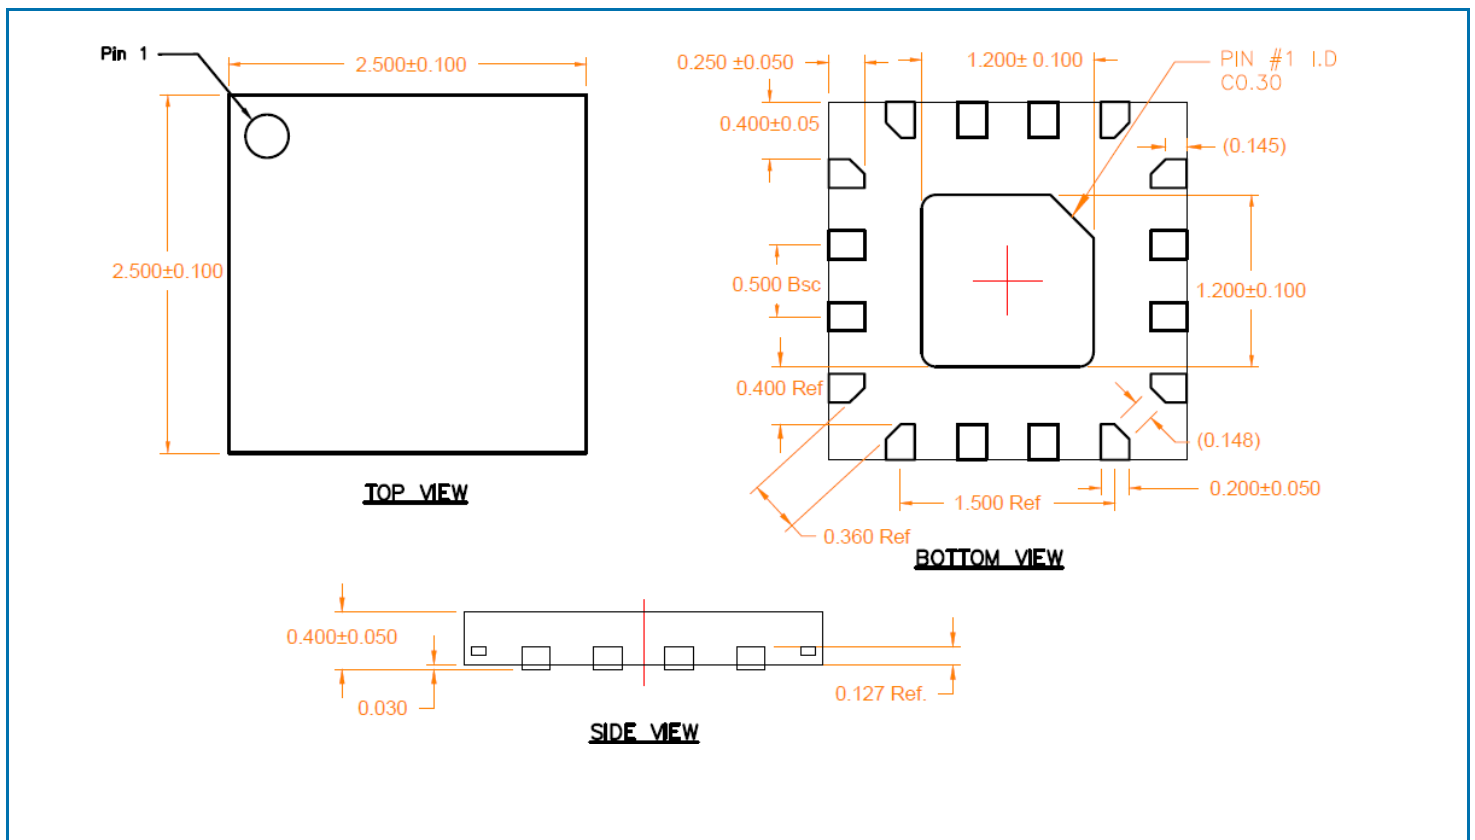 Pin 1
2.500±0.100
2.500±0.100
TOP VIEW
0.250 ±0.050
1.200± 0.100
PIN #1 I.D
C0.30
0.400±0.05
(0.145)
0.500 Bsc
1.200±0.100
0.400 Ref
(0.148)
0.200±0.050
1.500 Ref
0.360 Ref
BOTTOM VIEW
0.400±0.050
0.030
0.127 Ref.
SIDE VIEW